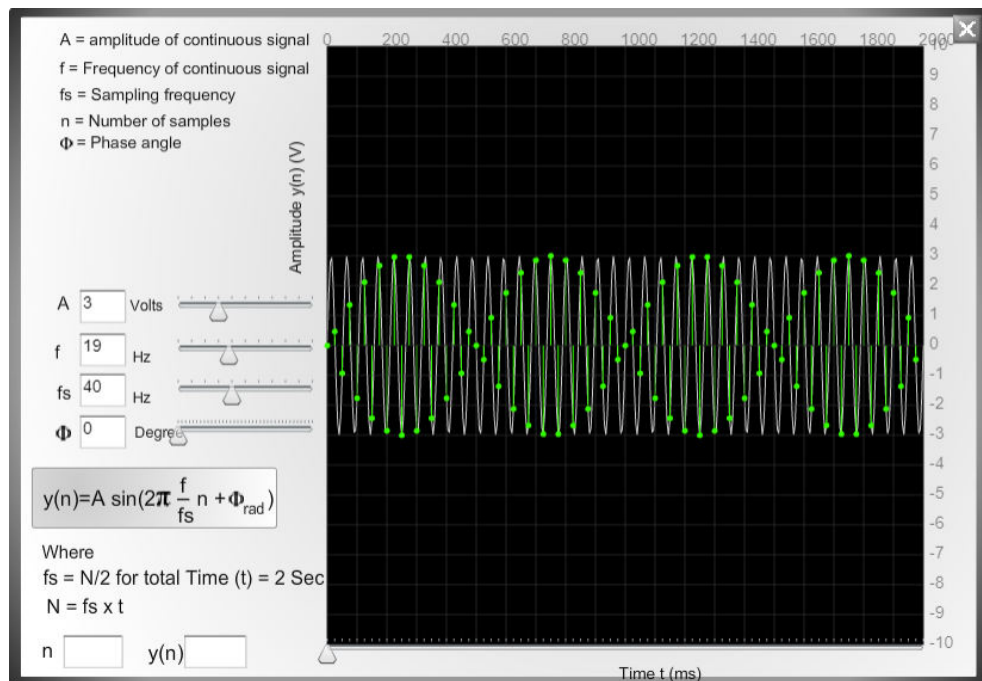 A = amplitude of continuous signal
f = Frequency of continuous signal
fs = Sampling frequency
n = Number of samples
Φ = Phase angle
0 200 400 600 800 1000 1200 1400 1600 1800 2000
Amplitude y(n) (V)
10
9
8
7
6
5
4
3
2
1
0
-1
-2
-3
-4
-5
-6
-7
-8
-9
-10
A 3 Volts
f 19 Hz
fs 40 Hz
Φ 0 Degree
y(n)=A sin(2π f/fs n + Φrad)
Where
fs = N/2 for total Time (t) = 2 Sec
N = fs x t
n y(n)
Time t (ms)